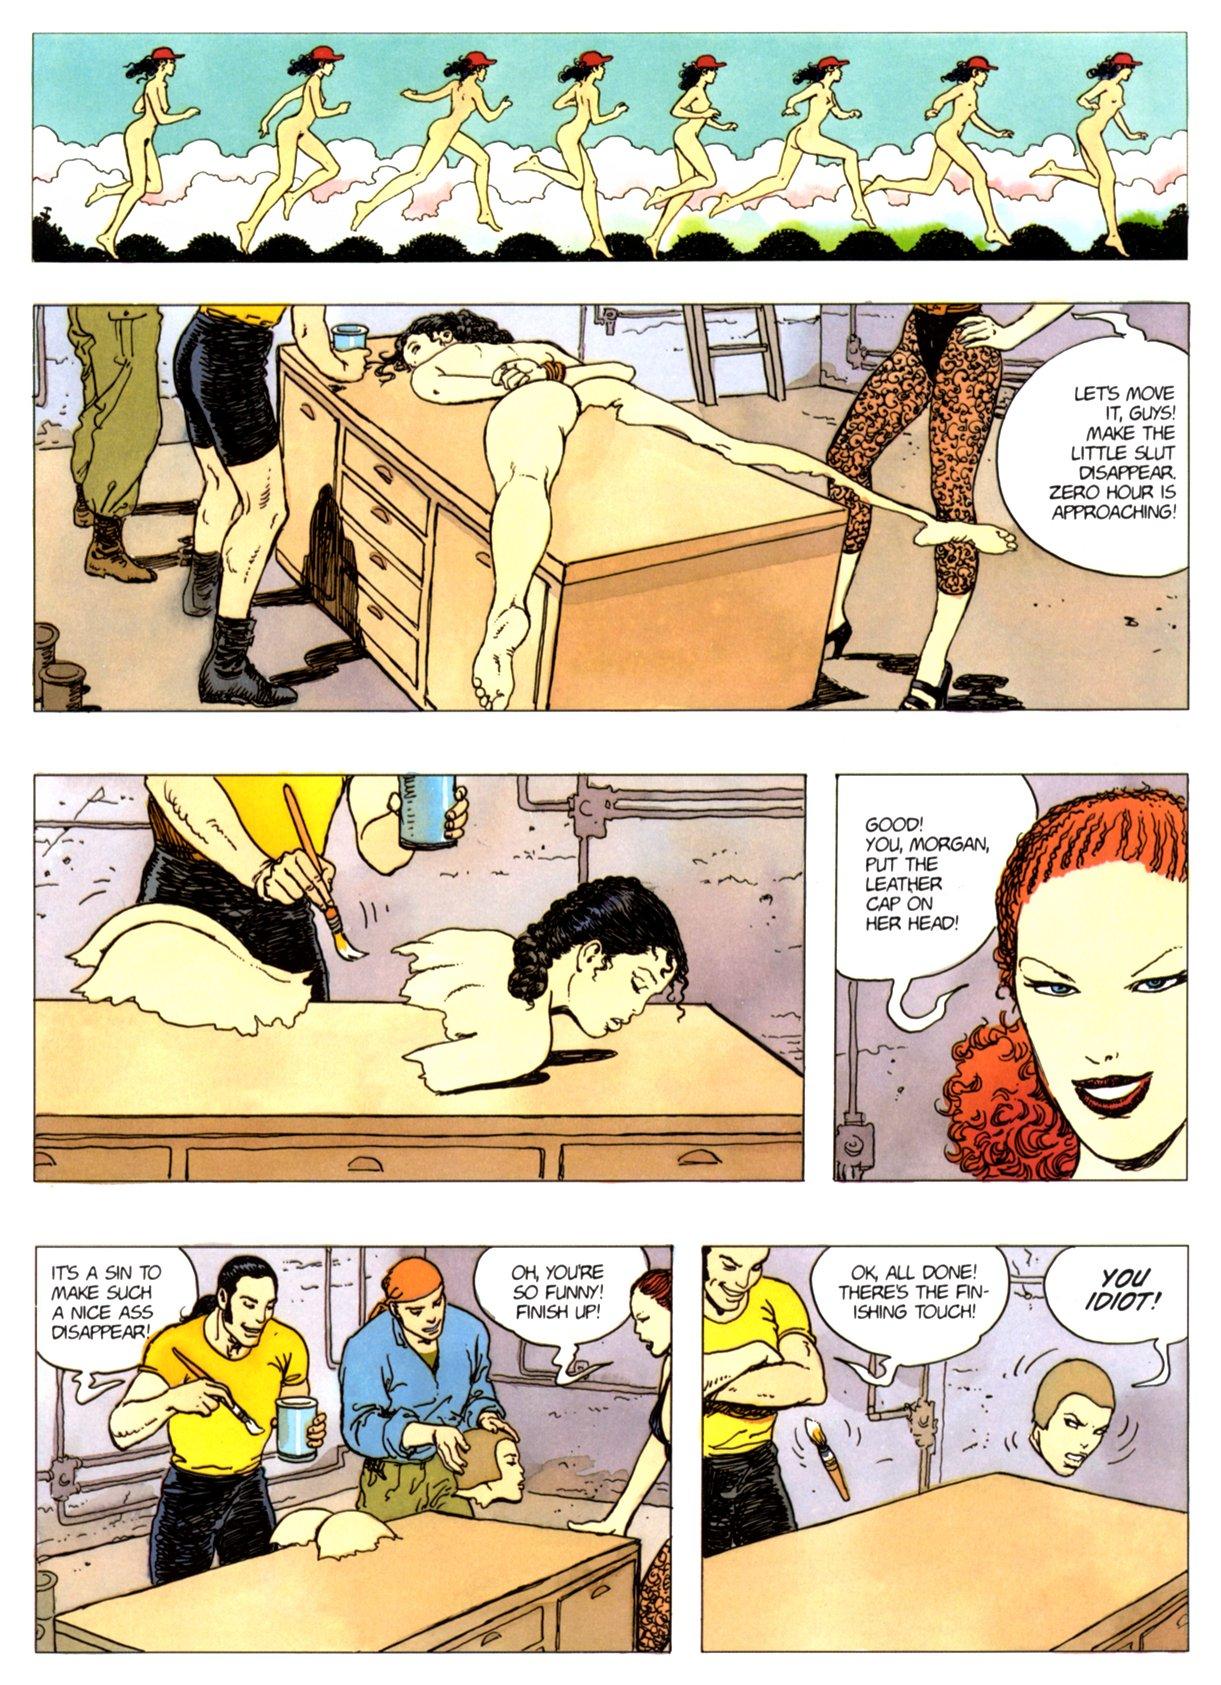 LET'S MOVE
IT, GUYS!
MAKE THE
LITTLE SLUT
DISAPPEAR.
ZERO HOUR IS
APPROACHING!
GOOD!
YOU, MORGAN,
PUT THE
LEATHER
CAP ON
HER HEAD!
IT'S A SIN TO
MAKE SUCH
A NICE ASS
DISAPPEAR!
OH, YOU'RE
SO FUNNY!
FINISH UP!
OK, ALL DONE!
THERE'S THE FIN-
ISHING TOUCH!
YOU
IDIOT!